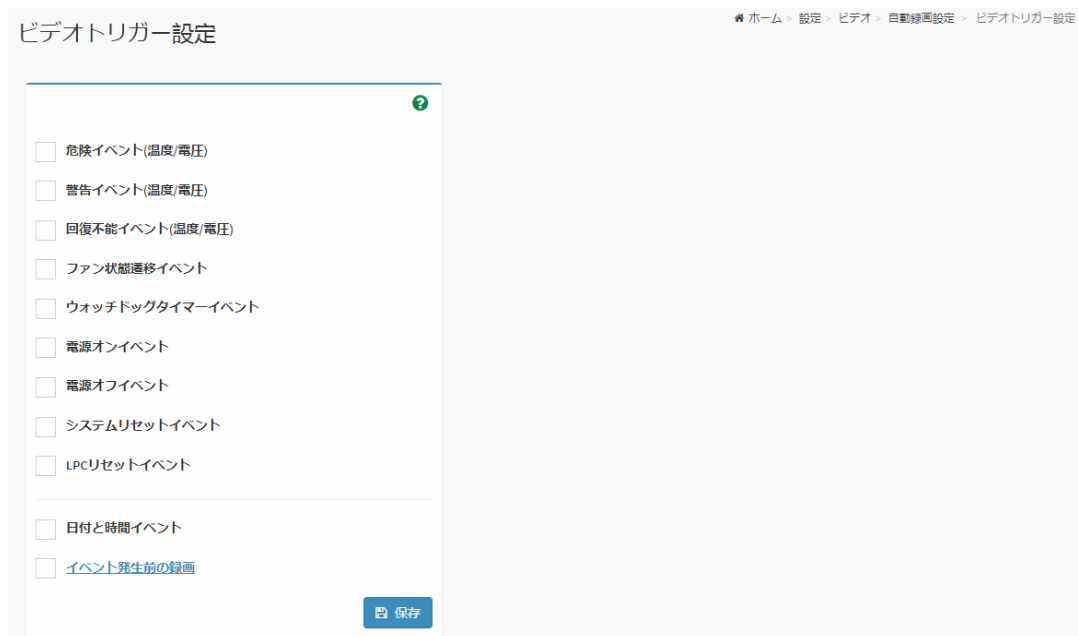 ホーム > 設定 > ビデオ > 自動録画設定 > ビデオトリガー設定
ビデオトリガー設定
危険イベント(温度/電圧)
警告イベント(温度/電圧)
回復不能イベント(温度/電圧)
ファン状態遷移イベント
ウォッチドッグタイマーイベント
電源オンイベント
電源オフイベント
システムリセットイベント
LPCリセットイベント
日付と時間イベント
イベント発生前の録画
保存